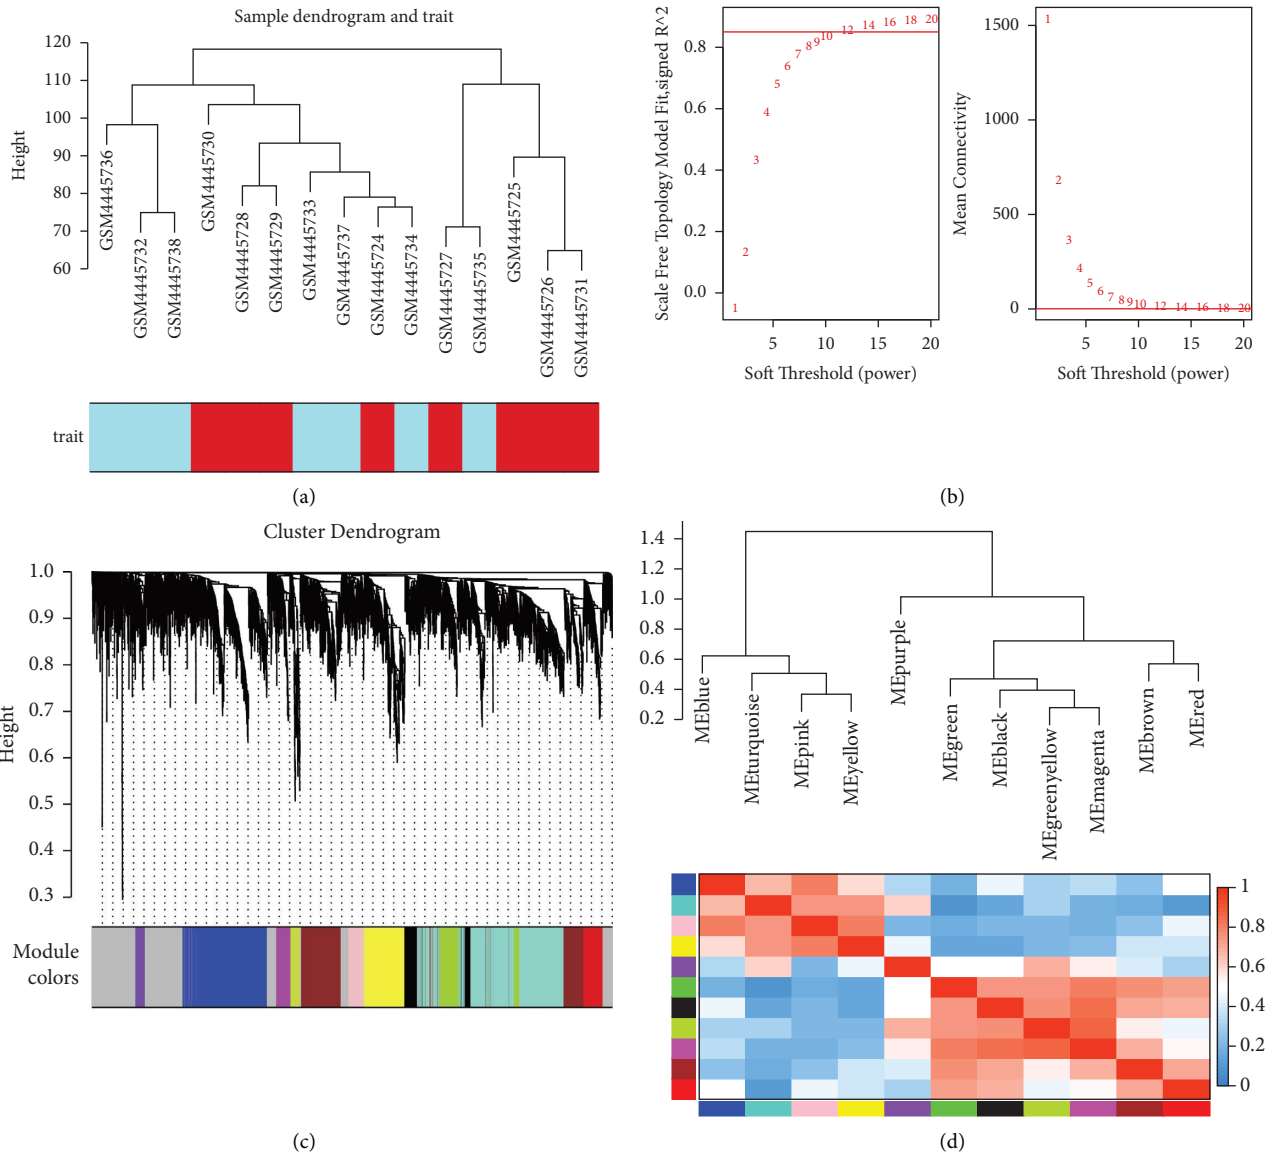 Sample dendrogram and trait
Height
120
110
100
90
80
70
60
GSM4445736
GSM4445732
GSM4445738
GSM4445730
GSM4445728
GSM4445729
GSM4445733
GSM4445737
GSM4445724
GSM4445734
GSM4445727
GSM4445735
GSM4445725
GSM4445726
GSM4445731
trait
(a)
Scale Free Topology Model Fit,signed R^2
0.8
0.6
0.4
0.2
0.0
1
2
3
4
5
6
7
8
9
10
12
14
16
18
20
5
10
15
20
Soft Threshold (power)
Mean Connectivity
1500
1000
500
0
1
2
3
4
5
6
7
8
9
10
12
14
16
18
20
5
10
15
20
Soft Threshold (power)
(b)
Cluster Dendrogram
Height
1.0
0.9
0.8
0.7
0.6
0.5
0.4
0.3
Module
colors
(c)
1.4
1.2
1.0
0.8
0.6
0.4
0.2
MEblue
MEturquoise
MEpink
MEyellow
MEpurple
MEgreen
MEblack
MEgreenyellow
MEmagenta
MEbrown
MEred
1
0.8
0.6
0.4
0.2
0
(d)